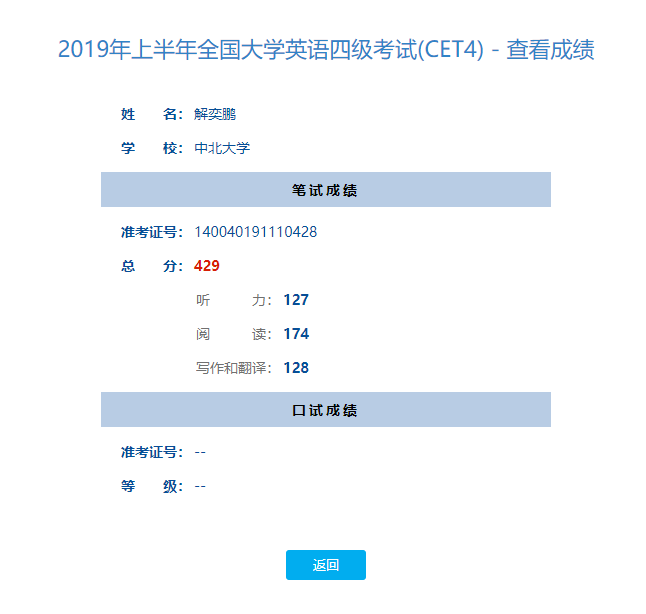 2019年上半年全国大学英语四级考试(CET4) - 查看成绩
姓 名: 解奕鹏
学 校: 中北大学
笔试成绩
准考证号: 140040191110428
总 分: 429
听 力: 127
阅 读: 174
写作和翻译: 128
口试成绩
准考证号: --
等 级: --
返回